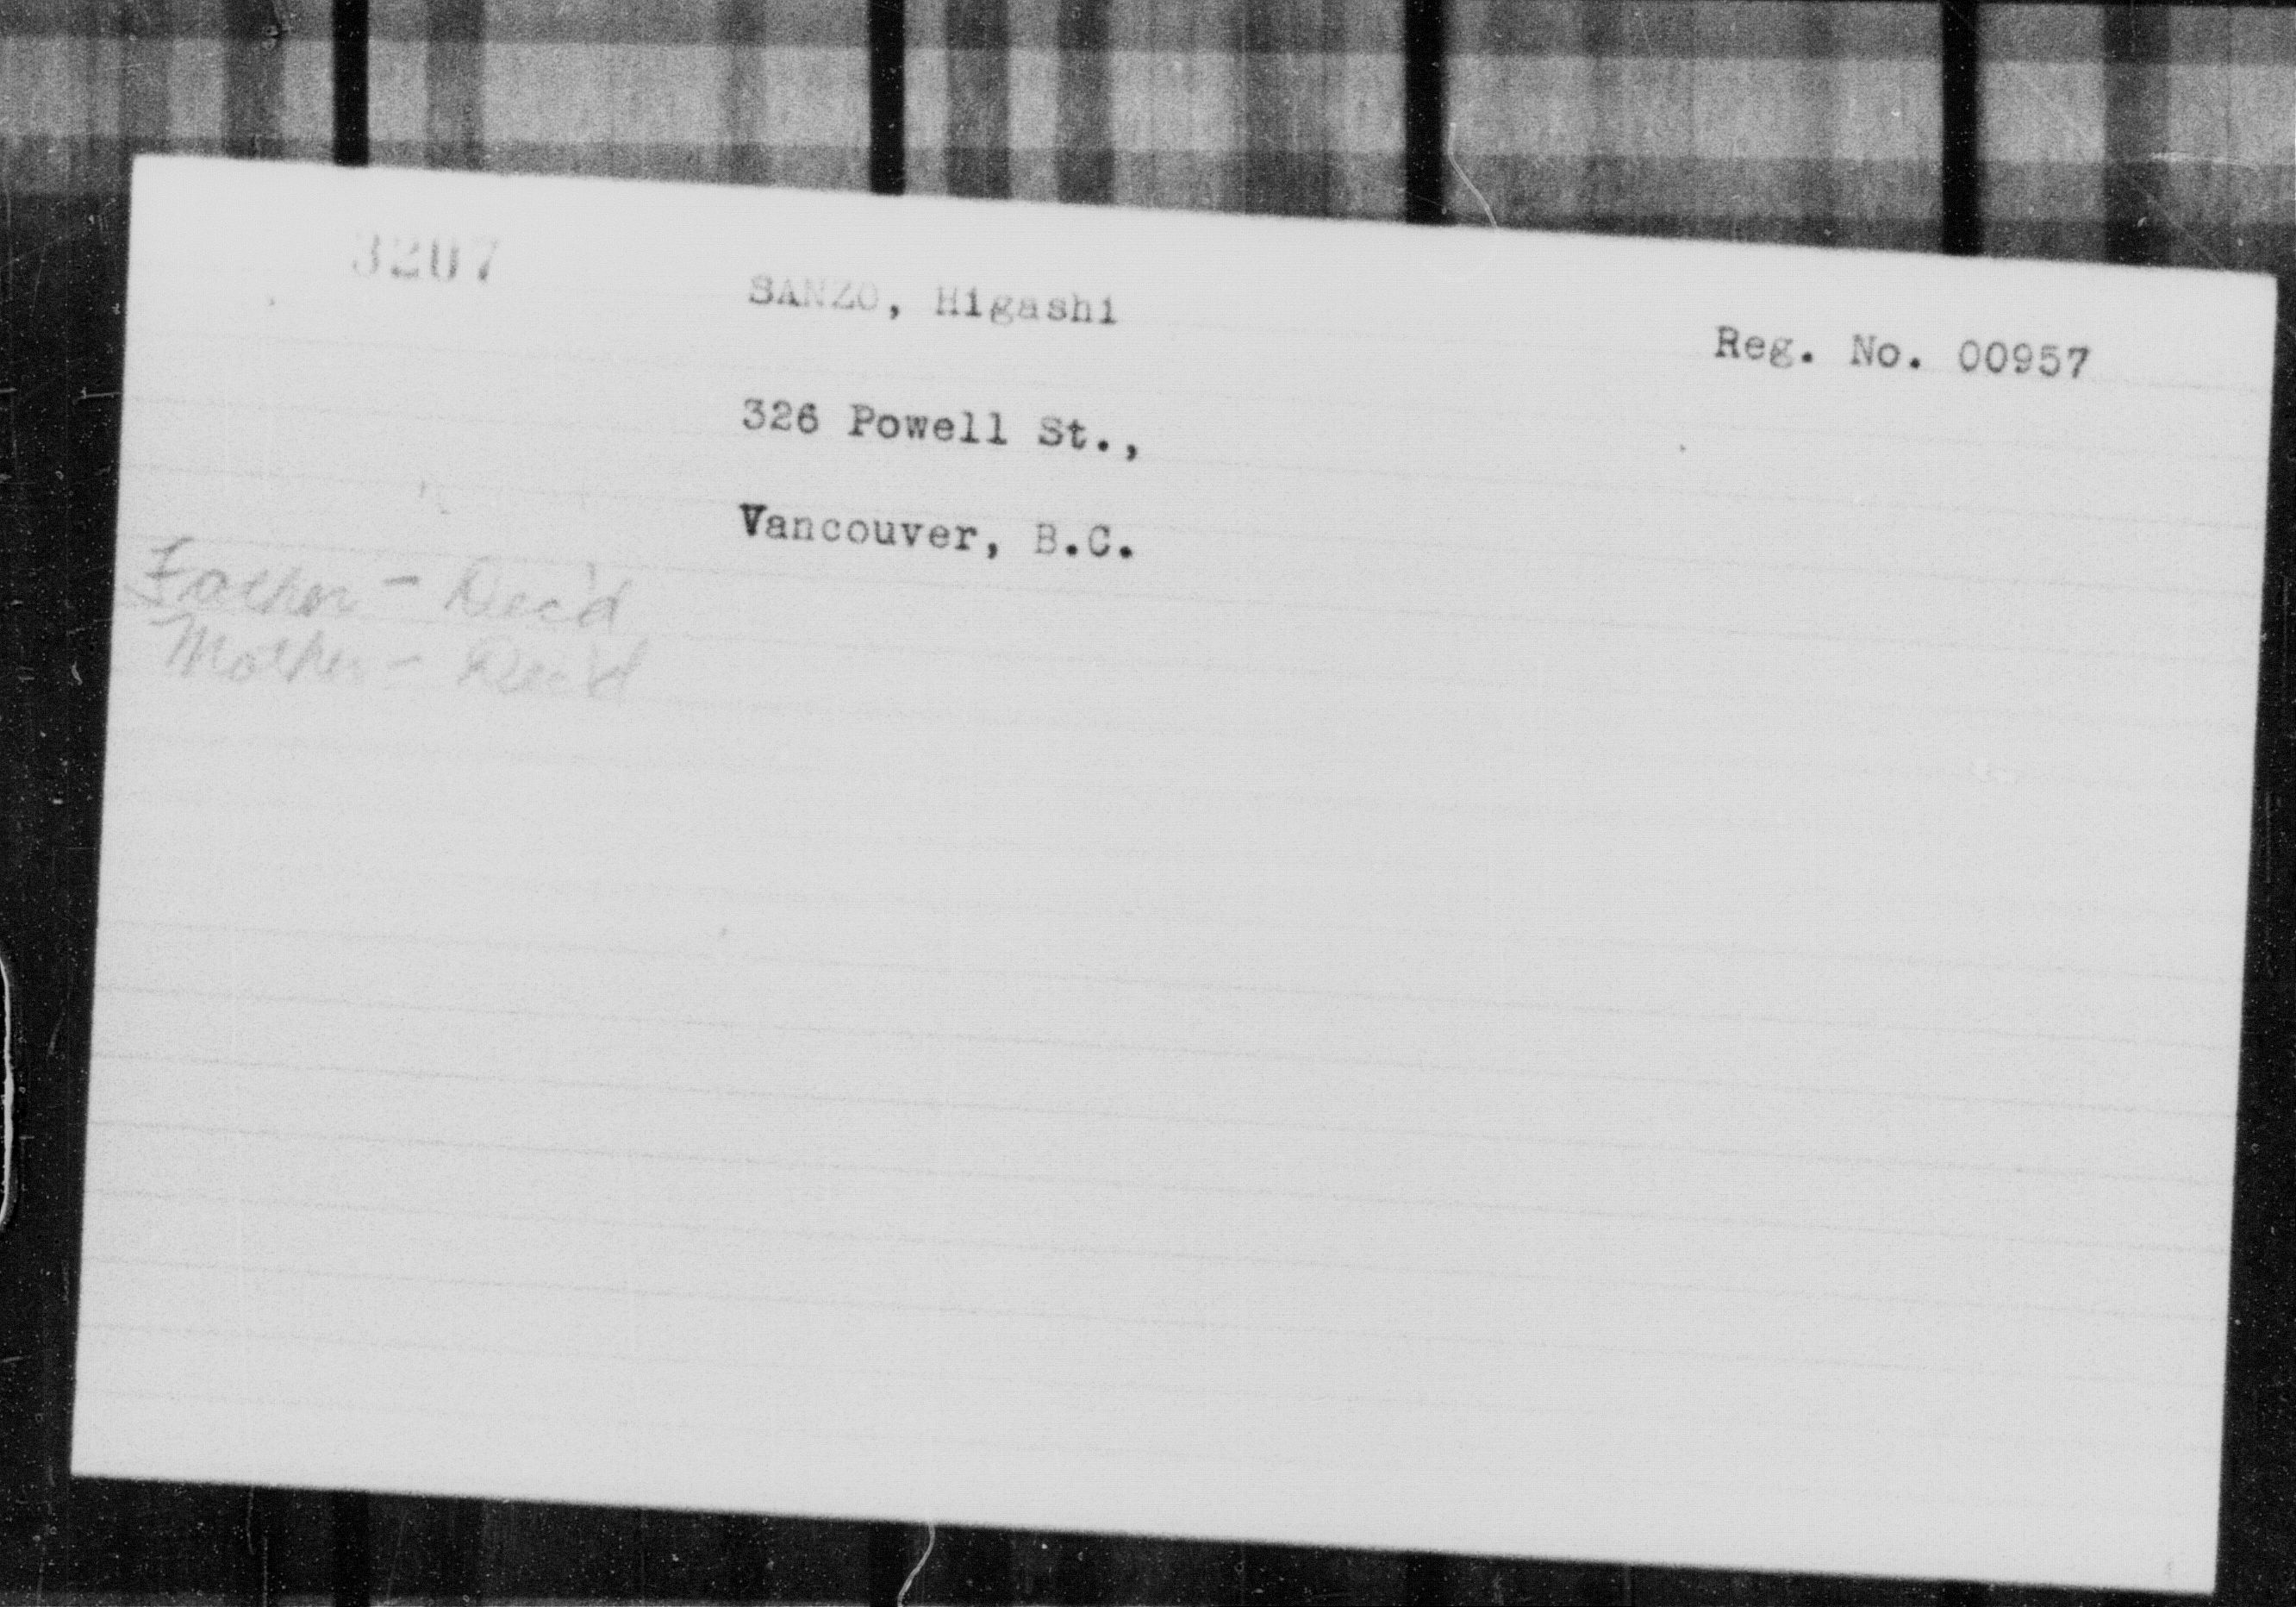 3207
SANZO, Higashi
Reg. No. 00957
326 Powell St.,
Vancouver, B.C.
Father - Dec'd
Mother - Dec'd